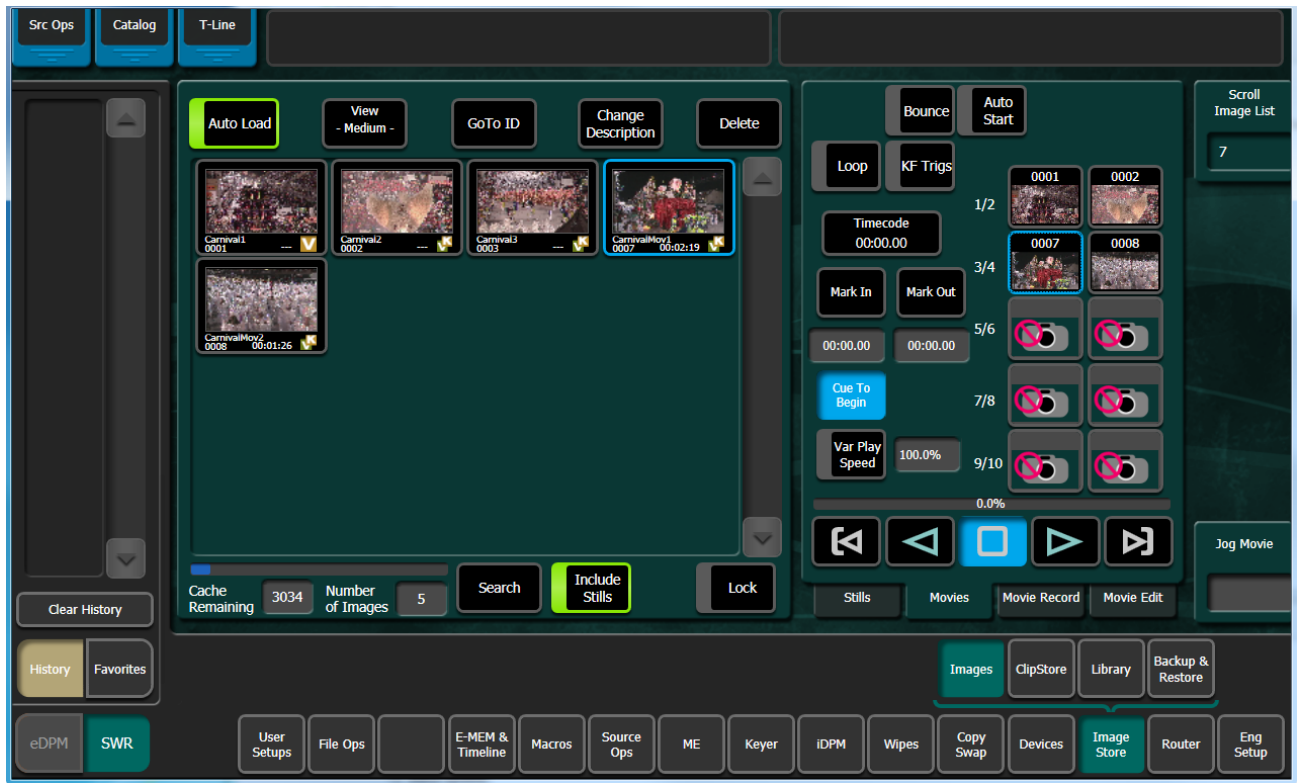 Src Ops
Catalog
T-Line
Auto Load
View
- Medium -
GoTo ID
Change
Description
Delete
Carnival1
0001 ---
V
Carnival2
0002 ---
VK
Carnival3
0003 ---
VK
CarnivalMov1
0007 00:02:19
VK
CarnivalMov2
0008 00:01:26
VK
Cache
Remaining
3034
Number
of Images
5
Search
Include
Stills
Lock
Bounce
Auto
Start
Loop
KF Trigs
Timecode
00:00.00
Mark In
Mark Out
00:00.00
00:00.00
Cue To
Begin
Var Play
Speed
100.0%
1/2
0001
0002
3/4
0007
0008
5/6
7/8
9/10
0.0%
Stills
Movies
Movie Record
Movie Edit
Scroll
Image List
7
Jog Movie
Clear History
History
Favorites
Images
ClipStore
Library
Backup &
Restore
eDPM
SWR
User
Setups
File Ops
E-MEM &
Timeline
Macros
Source
Ops
ME
Keyer
iDPM
Wipes
Copy
Swap
Devices
Image
Store
Router
Eng
Setup